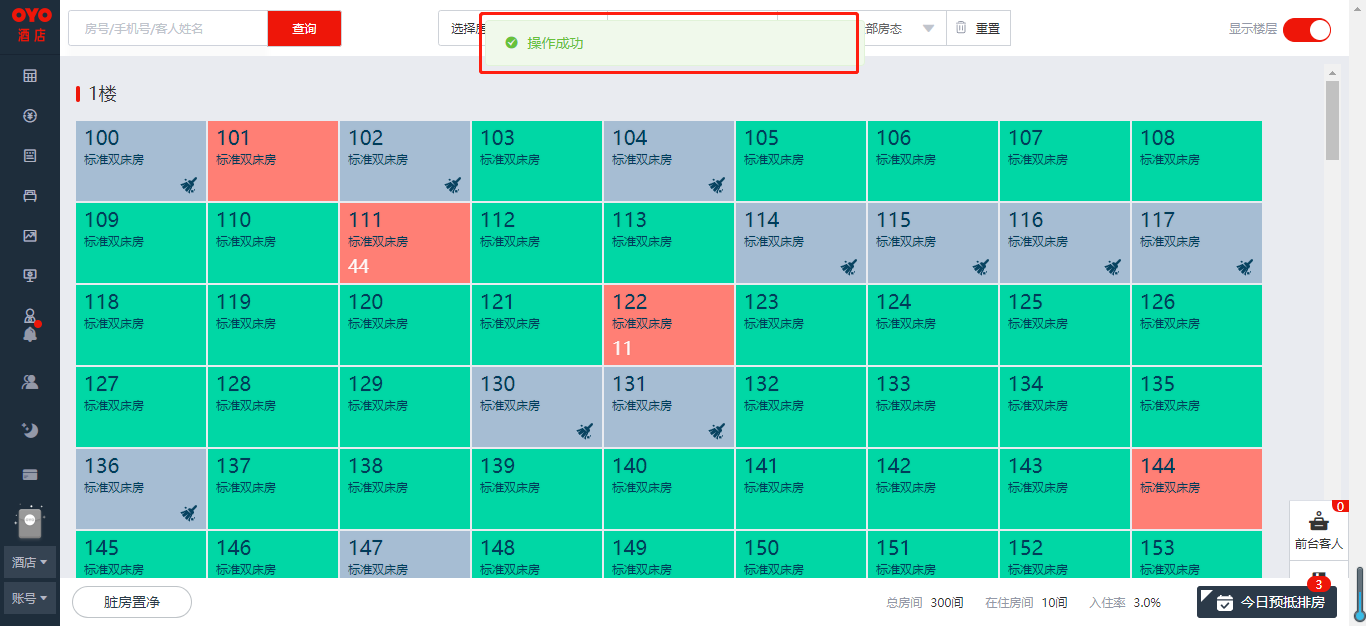 OYO
酒店
房号/手机号/客人姓名
查询
选择房
操作成功
部房态
重置
显示楼层
1楼
100 101 102 103 104 105 106 107 108
标准双床房 标准双床房 标准双床房 标准双床房 标准双床房 标准双床房 标准双床房 标准双床房 标准双床房
109 110 111 112 113 114 115 116 117
标准双床房 标准双床房 标准双床房 标准双床房 标准双床房 标准双床房 标准双床房 标准双床房 标准双床房
44
118 119 120 121 122 123 124 125 126
标准双床房 标准双床房 标准双床房 标准双床房 标准双床房 标准双床房 标准双床房 标准双床房 标准双床房
11
127 128 129 130 131 132 133 134 135
标准双床房 标准双床房 标准双床房 标准双床房 标准双床房 标准双床房 标准双床房 标准双床房 标准双床房
136 137 138 139 140 141 142 143 144
标准双床房 标准双床房 标准双床房 标准双床房 标准双床房 标准双床房 标准双床房 标准双床房 标准双床房
145 146 147 148 149 150 151 152 153
标准双床房 标准双床房 标准双床房 标准双床房 标准双床房 标准双床房 标准双床房 标准双床房 标准双床房
0
前台客人
酒店
账号
脏房置净
总房间 300间 在住房间 10间 入住率 3.0%
3
今日预抵排房